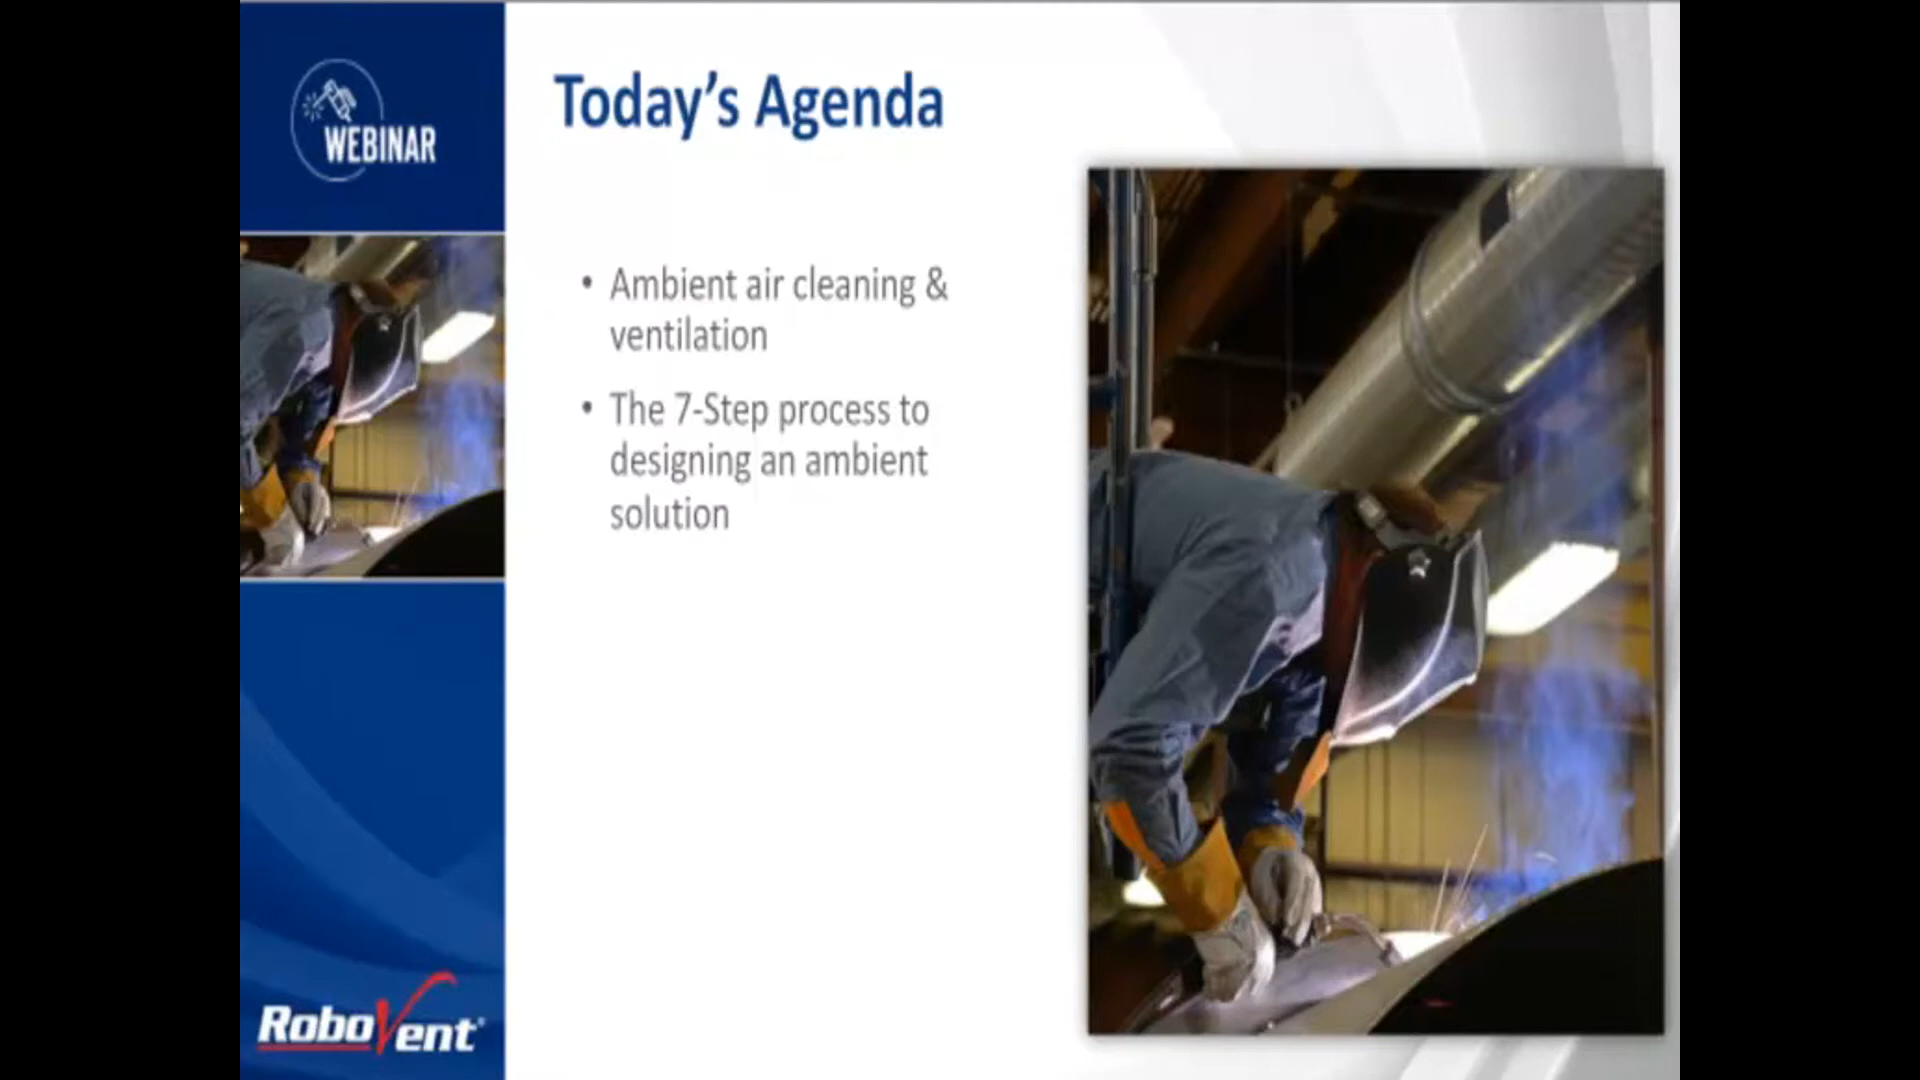 WEBINAR
Today's Agenda
• Ambient air cleaning &
ventilation
• The 7-Step process to
designing an ambient
solution
RoboVent